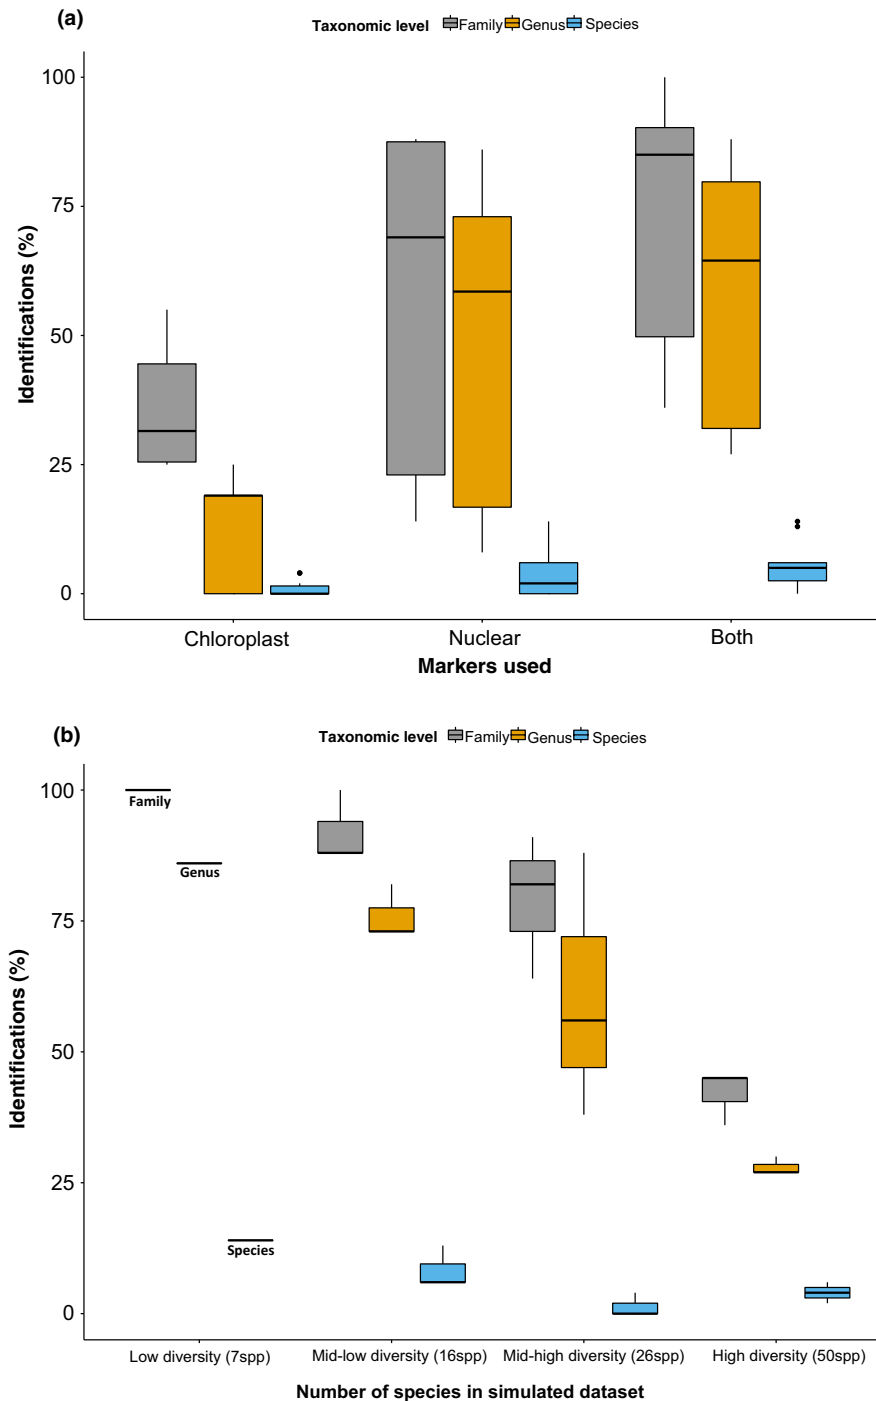 (a)
Taxonomic level Family Genus Species
100
75
50
25
0
Identifications (%)
Chloroplast Nuclear Both
Markers used
(b)
Taxonomic level Family Genus Species
100
75
50
25
0
Identifications (%)
Family
Genus
Species
Low diversity (7spp) Mid-low diversity (16spp) Mid-high diversity (26spp) High diversity (50spp)
Number of species in simulated dataset